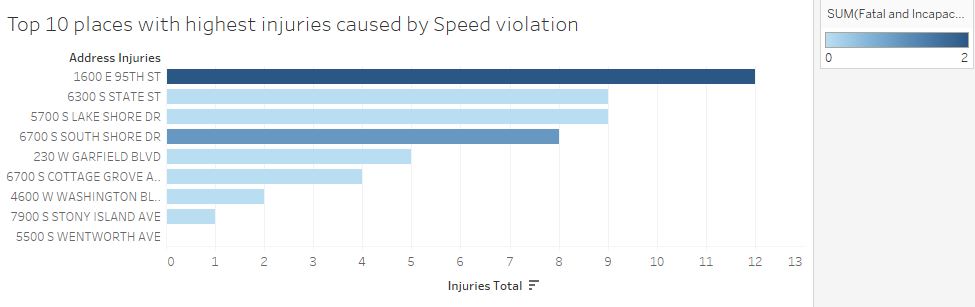 Top 10 places with highest injuries caused by Speed violation
SUM(Fatal and Incapac...
0 2
Address Injuries
1600 E 95TH ST
6300 S STATE ST
5700 S LAKE SHORE DR
6700 S SOUTH SHORE DR
230 W GARFIELD BLVD
6700 S COTTAGE GROVE A..
4600 W WASHINGTON BL..
7900 S STONY ISLAND AVE
5500 S WENTWORTH AVE
0 1 2 3 4 5 6 7 8 9 10 11 12 13
Injuries Total